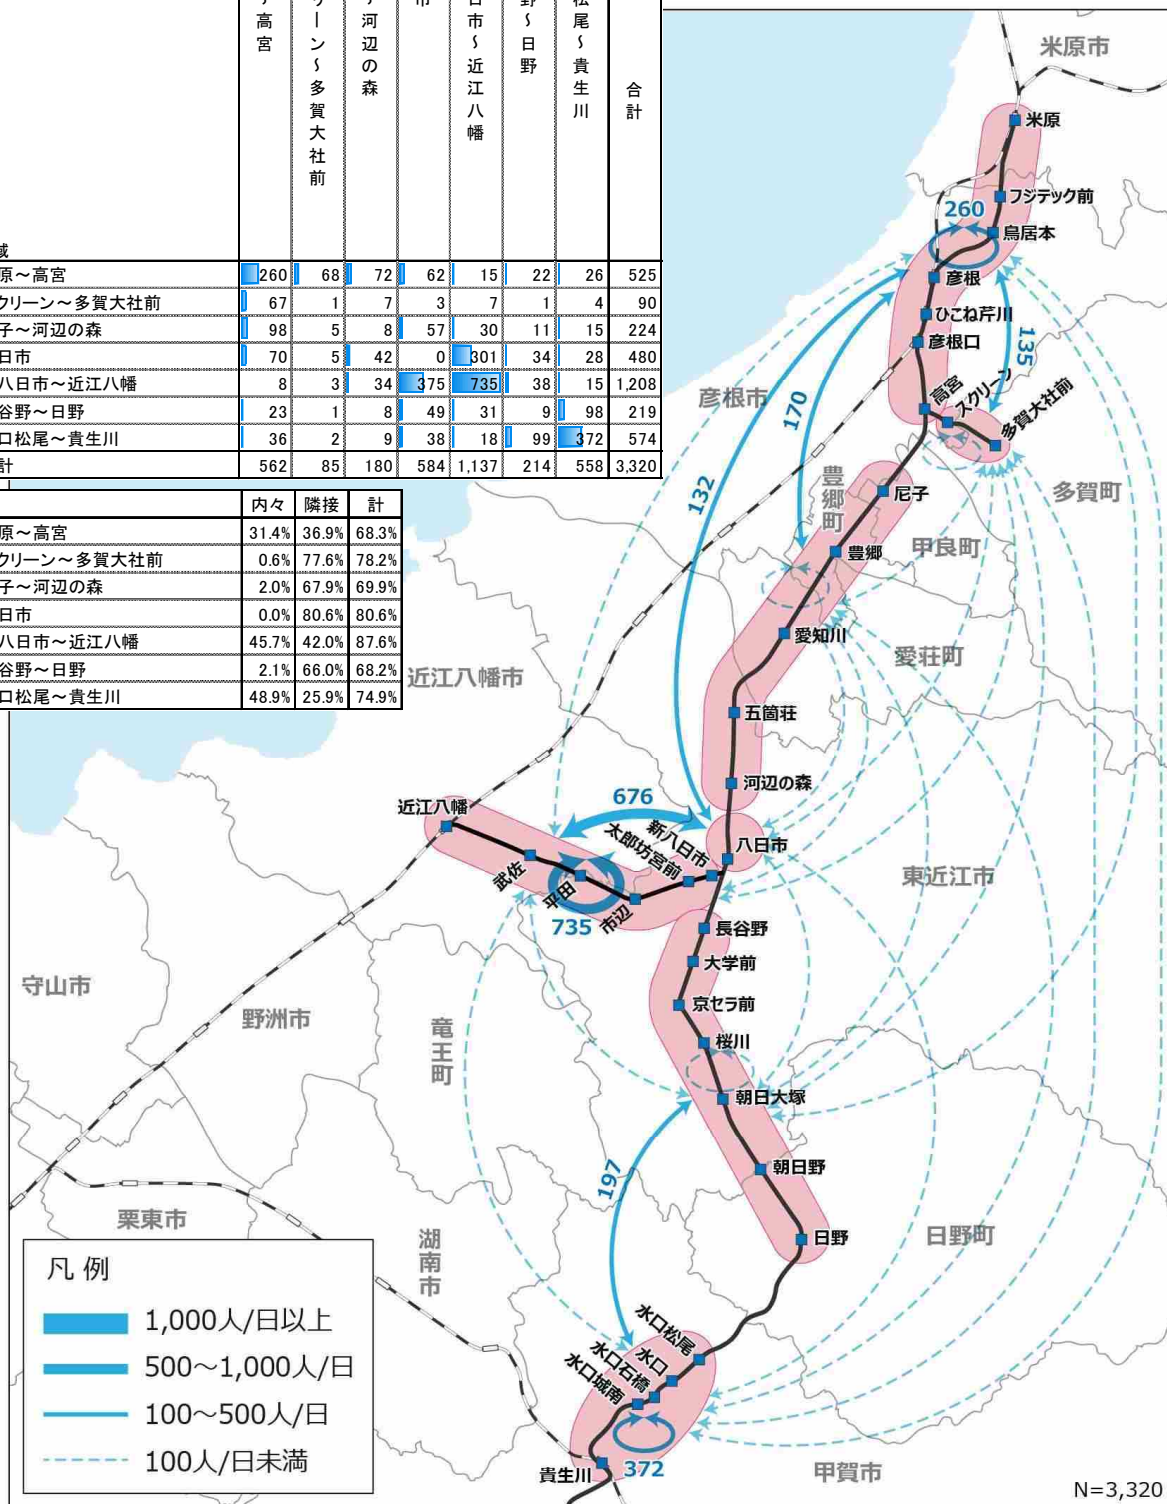 ～高宮
リーン～多賀大社前
～河辺の森
市
日市～近江八幡
野～日野
松尾～貴生川
合計
域
原～高宮 260 68 72 62 15 22 26 525
クリーン～多賀大社前 67 1 7 3 7 1 4 90
子～河辺の森 98 5 8 57 30 11 15 224
日市 70 5 42 0 301 34 28 480
八日市～近江八幡 8 3 34 375 735 38 15 1,208
谷野～日野 23 1 8 49 31 9 98 219
口松尾～貴生川 36 2 9 38 18 99 372 574
計 562 85 180 584 1,137 214 558 3,320
内々 隣接 計
原～高宮 31.4% 36.9% 68.3%
クリーン～多賀大社前 0.6% 77.6% 78.2%
子～河辺の森 2.0% 67.9% 69.9%
日市 0.0% 80.6% 80.6%
八日市～近江八幡 45.7% 42.0% 87.6%
谷野～日野 2.1% 66.0% 68.2%
口松尾～貴生川 48.9% 25.9% 74.9%
米原市
米原
フジテック前
260
鳥居本
彦根
ひこね芹川
彦根口
135
彦根市
170
高宮
スクリーン
多賀大社前
132
豊郷町
尼子
多賀町
豊郷
甲良町
愛知川
愛荘町
近江八幡市
五箇荘
河辺の森
676
近江八幡
新八日市
太郎坊宮前
八日市
武佐
平田
市辺
735
東近江市
長谷野
大学前
京セラ前
桜川
朝日大塚
守山市
野洲市
竜王町
197
朝日野
栗東市
湖南市
日野
日野町
水口松尾
水口
水口石橋
水口城南
貴生川
372
甲賀市
凡例
1,000人/日以上
500～1,000人/日
100～500人/日
100人/日未満
N=3,320